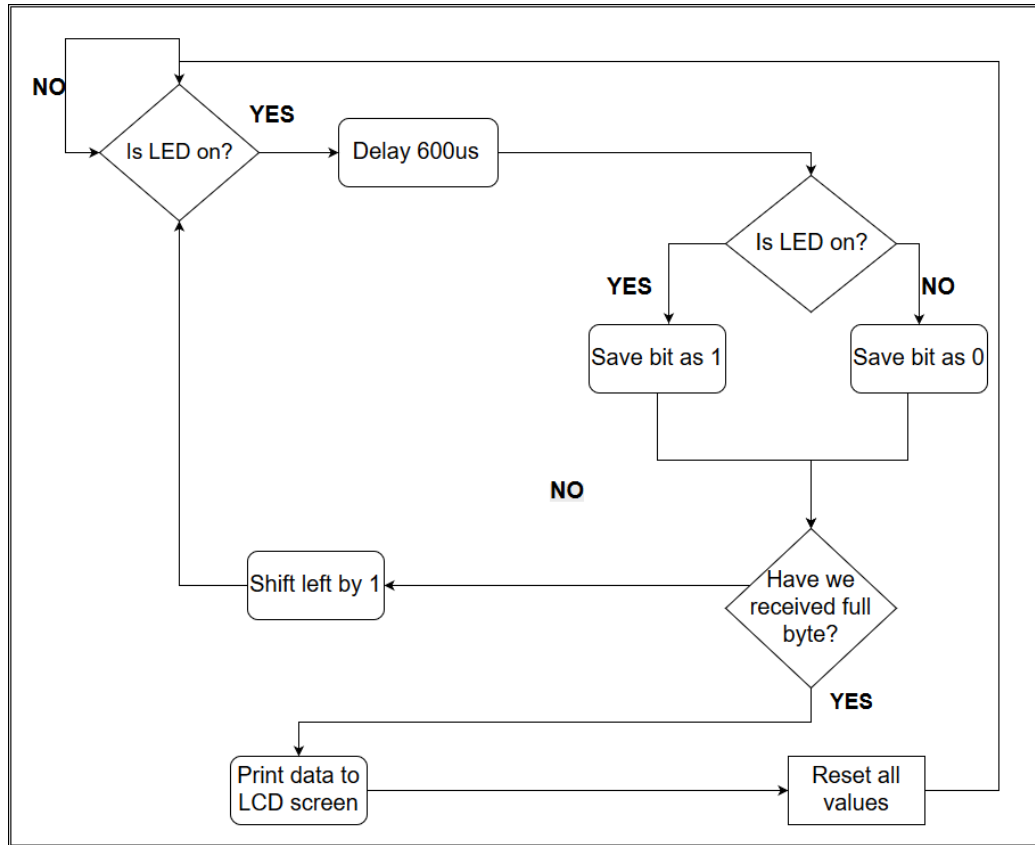 NO
YES
Is LED on?
Delay 600us
Is LED on?
YES
NO
Save bit as 1
Save bit as 0
NO
Shift left by 1
Have we
received full
byte?
YES
Print data to
LCD screen
Reset all
values